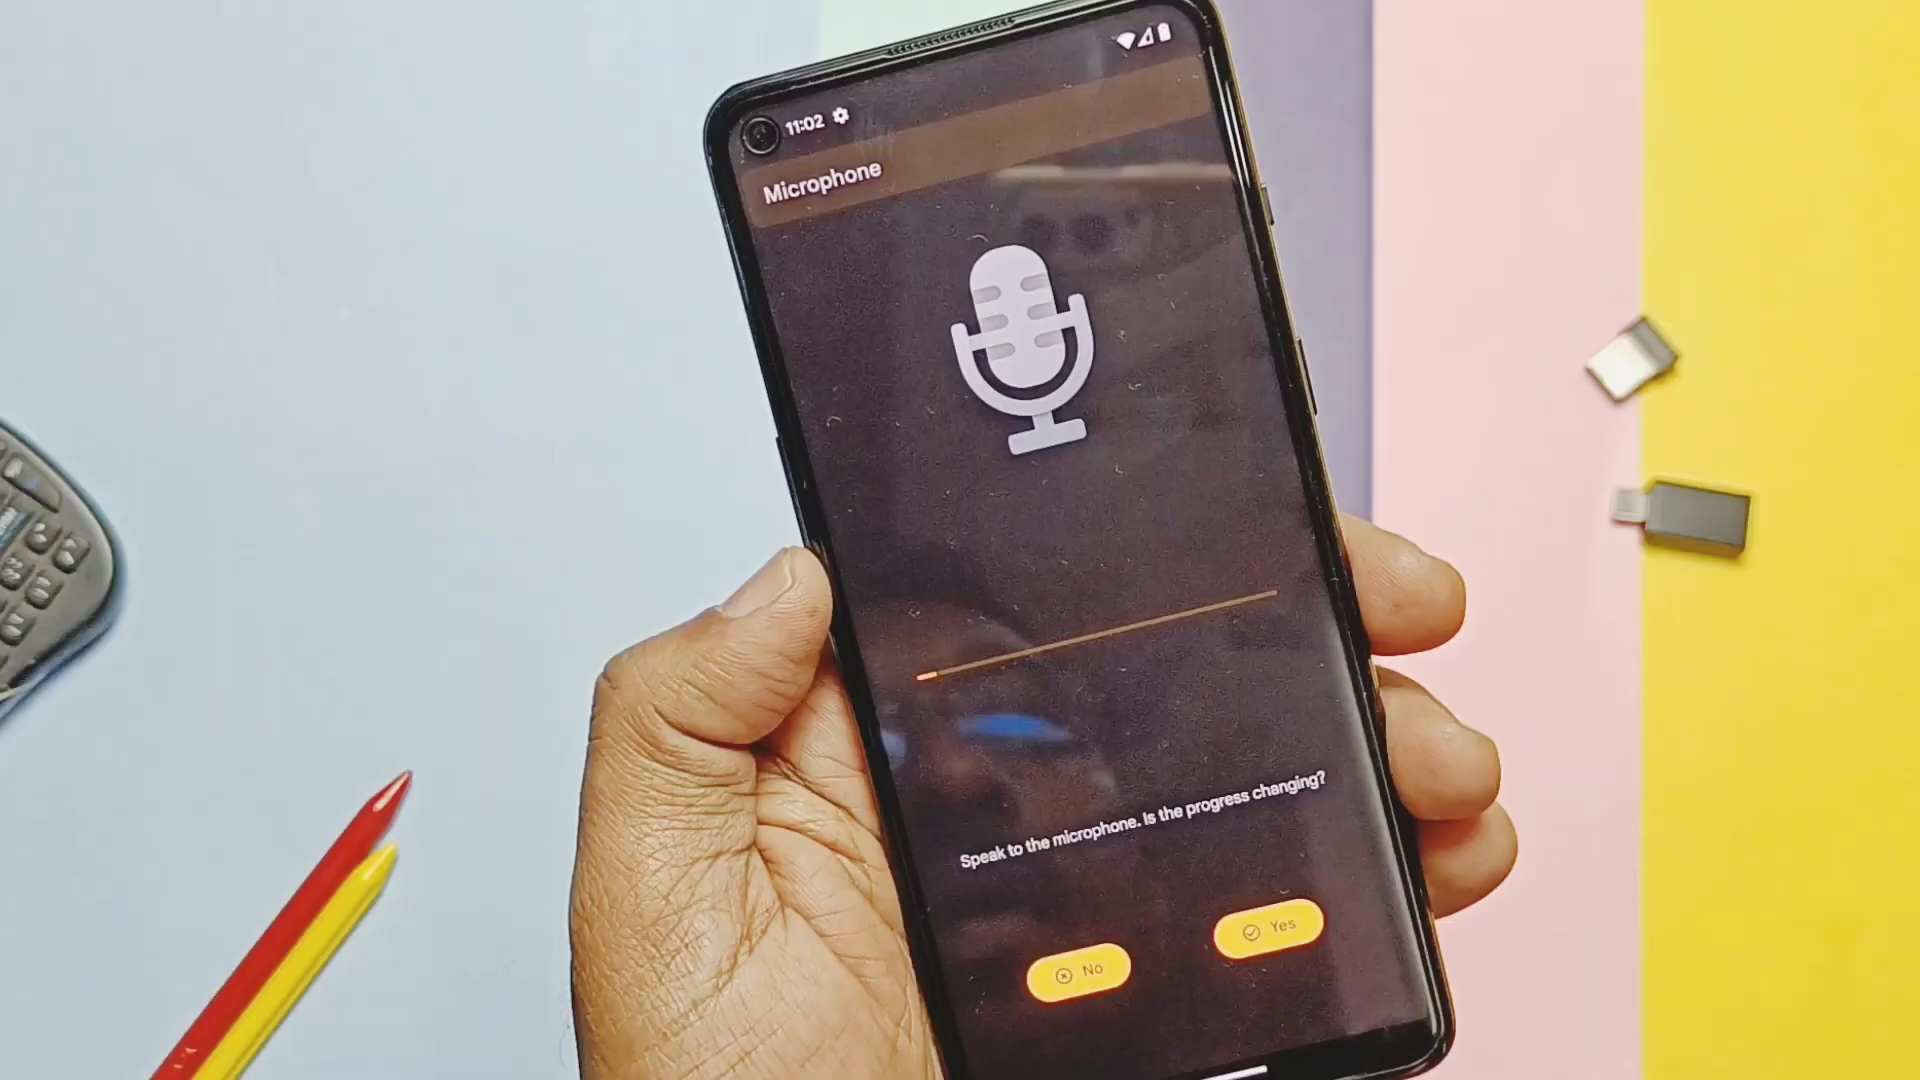 11:02
Microphone
Speak to the microphone. Is the progress changing?
No
Yes